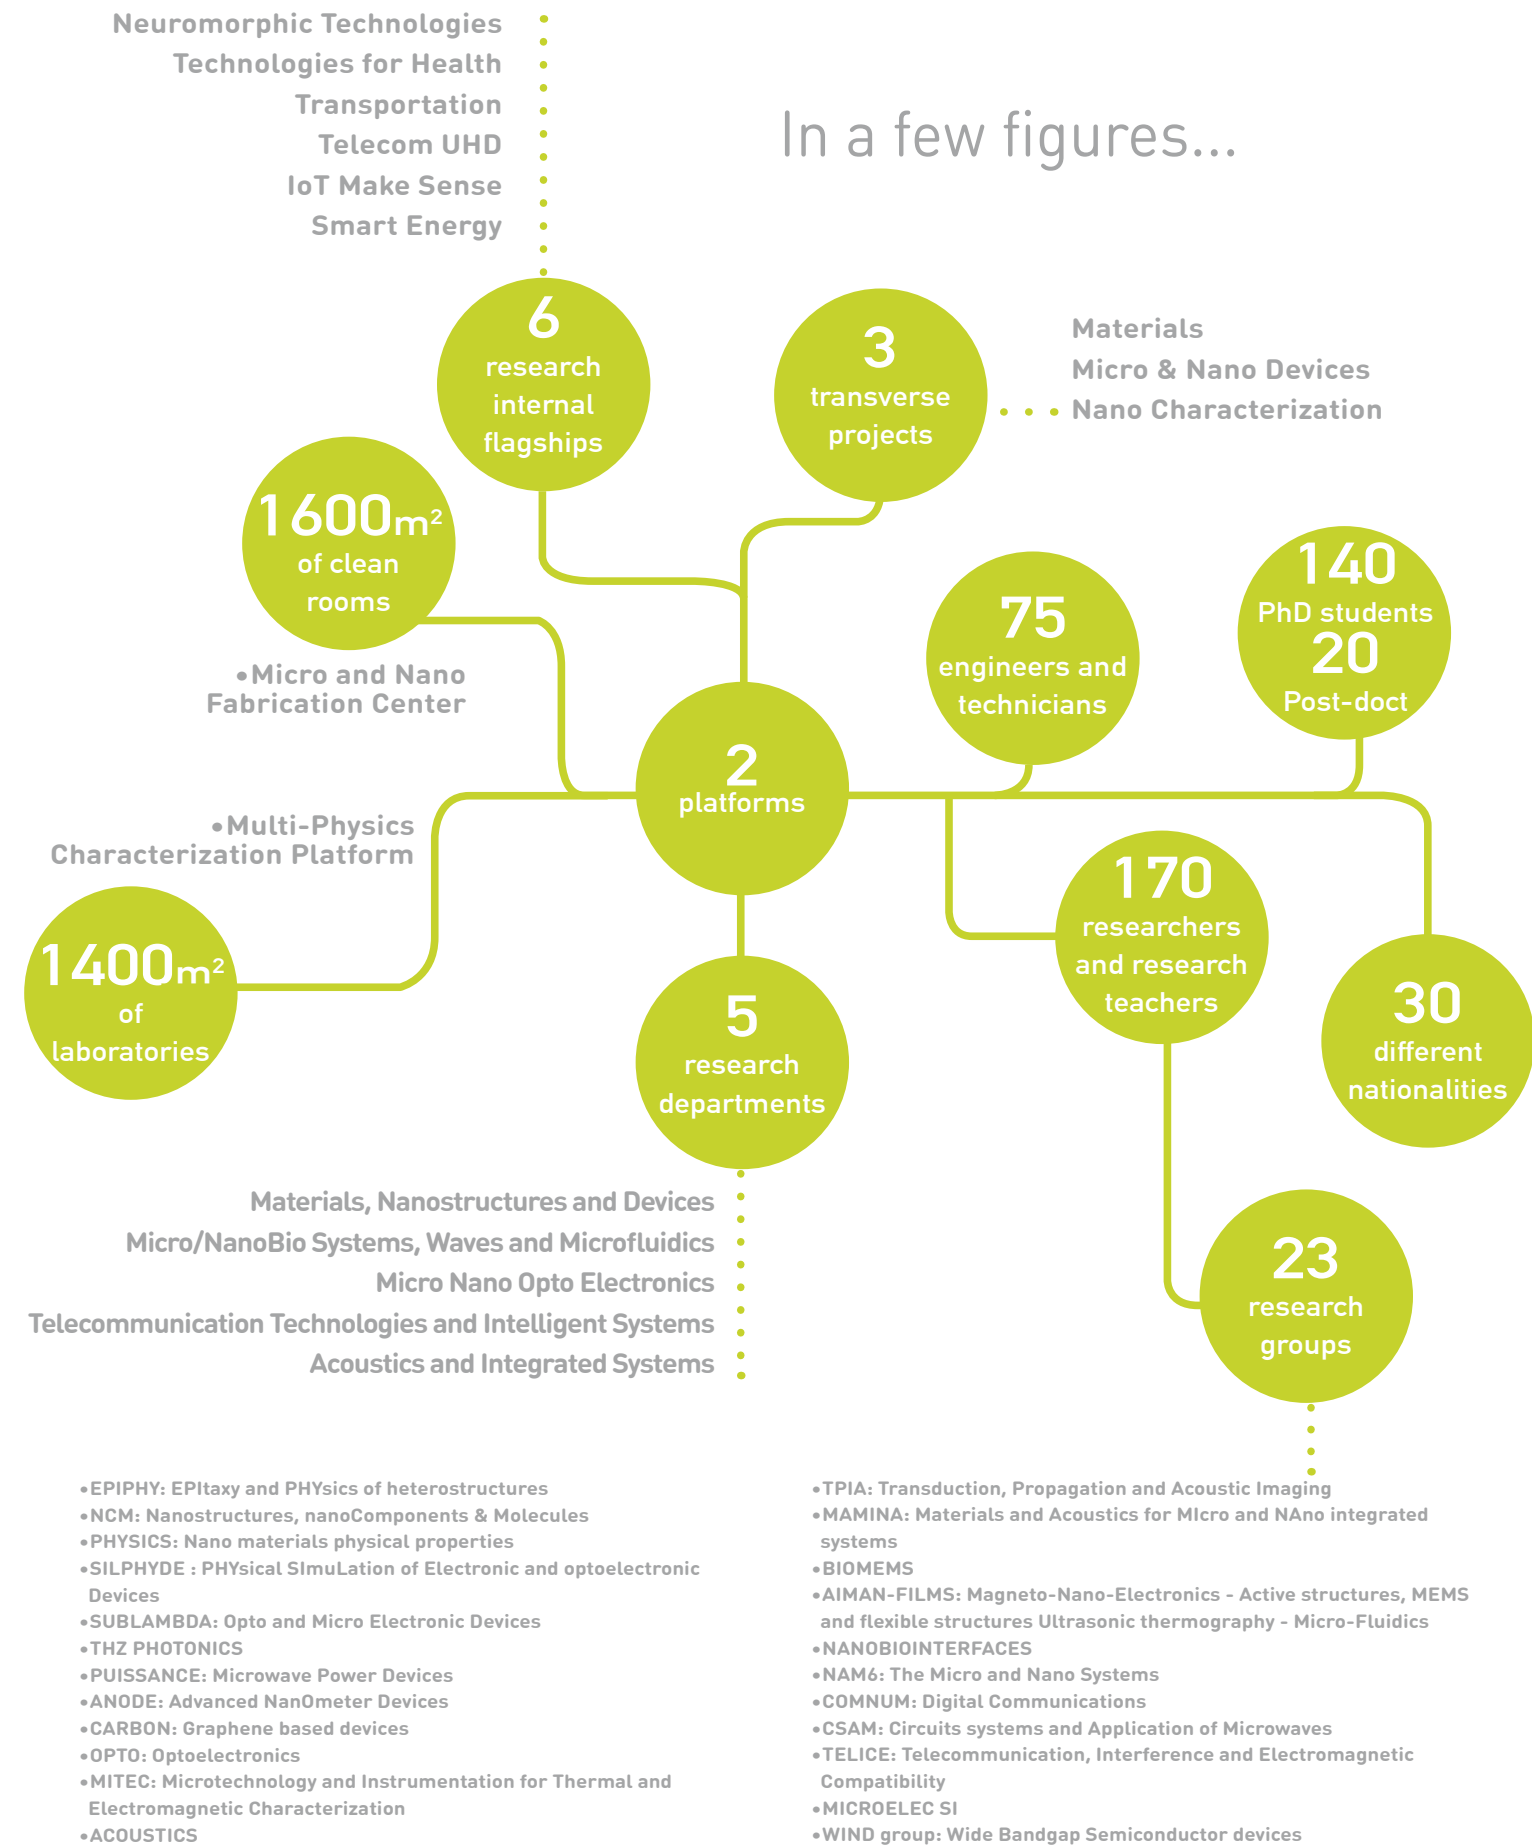 Neuromorphic Technologies
Technologies for Health
Transportation
Telecom UHD
IoT Make Sense
Smart Energy
In a few figures...
6
research
internal
flagships
3
transverse
projects
Materials
Micro & Nano Devices
Nano Characterization
1600m²
of clean
rooms
•Micro and Nano
Fabrication Center
75
engineers and
technicians
140
PhD students
20
Post-doct
2
platforms
•Multi-Physics
Characterization Platform
1400m²
of
laboratories
170
researchers
and research
teachers
30
different
nationalities
5
research
departments
Materials, Nanostructures and Devices
Micro/NanoBio Systems, Waves and Microfluidics
Micro Nano Opto Electronics
Telecommunication Technologies and Intelligent Systems
Acoustics and Integrated Systems
23
research
groups
•EPIPHY: EPItaxy and PHYsics of heterostructures
•NCM: Nanostructures, nanoComponents & Molecules
•PHYSICS: Nano materials physical properties
•SILPHYDE : PHYsical SImuLation of Electronic and optoelectronic
Devices
•SUBLAMBDA: Opto and Micro Electronic Devices
•THZ PHOTONICS
•PUISSANCE: Microwave Power Devices
•ANODE: Advanced NanOmeter Devices
•CARBON: Graphene based devices
•OPTO: Optoelectronics
•MITEC: Microtechnology and Instrumentation for Thermal and
Electromagnetic Characterization
•ACOUSTICS
•TPIA: Transduction, Propagation and Acoustic Imaging
•MAMINA: Materials and Acoustics for MIcro and NAno integrated
systems
•BIOMEMS
•AIMAN-FILMS: Magneto-Nano-Electronics - Active structures, MEMS
and flexible structures Ultrasonic thermography - Micro-Fluidics
•NANOBIOINTERFACES
•NAM6: The Micro and Nano Systems
•COMNUM: Digital Communications
•CSAM: Circuits systems and Application of Microwaves
•TELICE: Telecommunication, Interference and Electromagnetic
Compatibility
•MICROELEC SI
•WIND group: Wide Bandgap Semiconductor devices